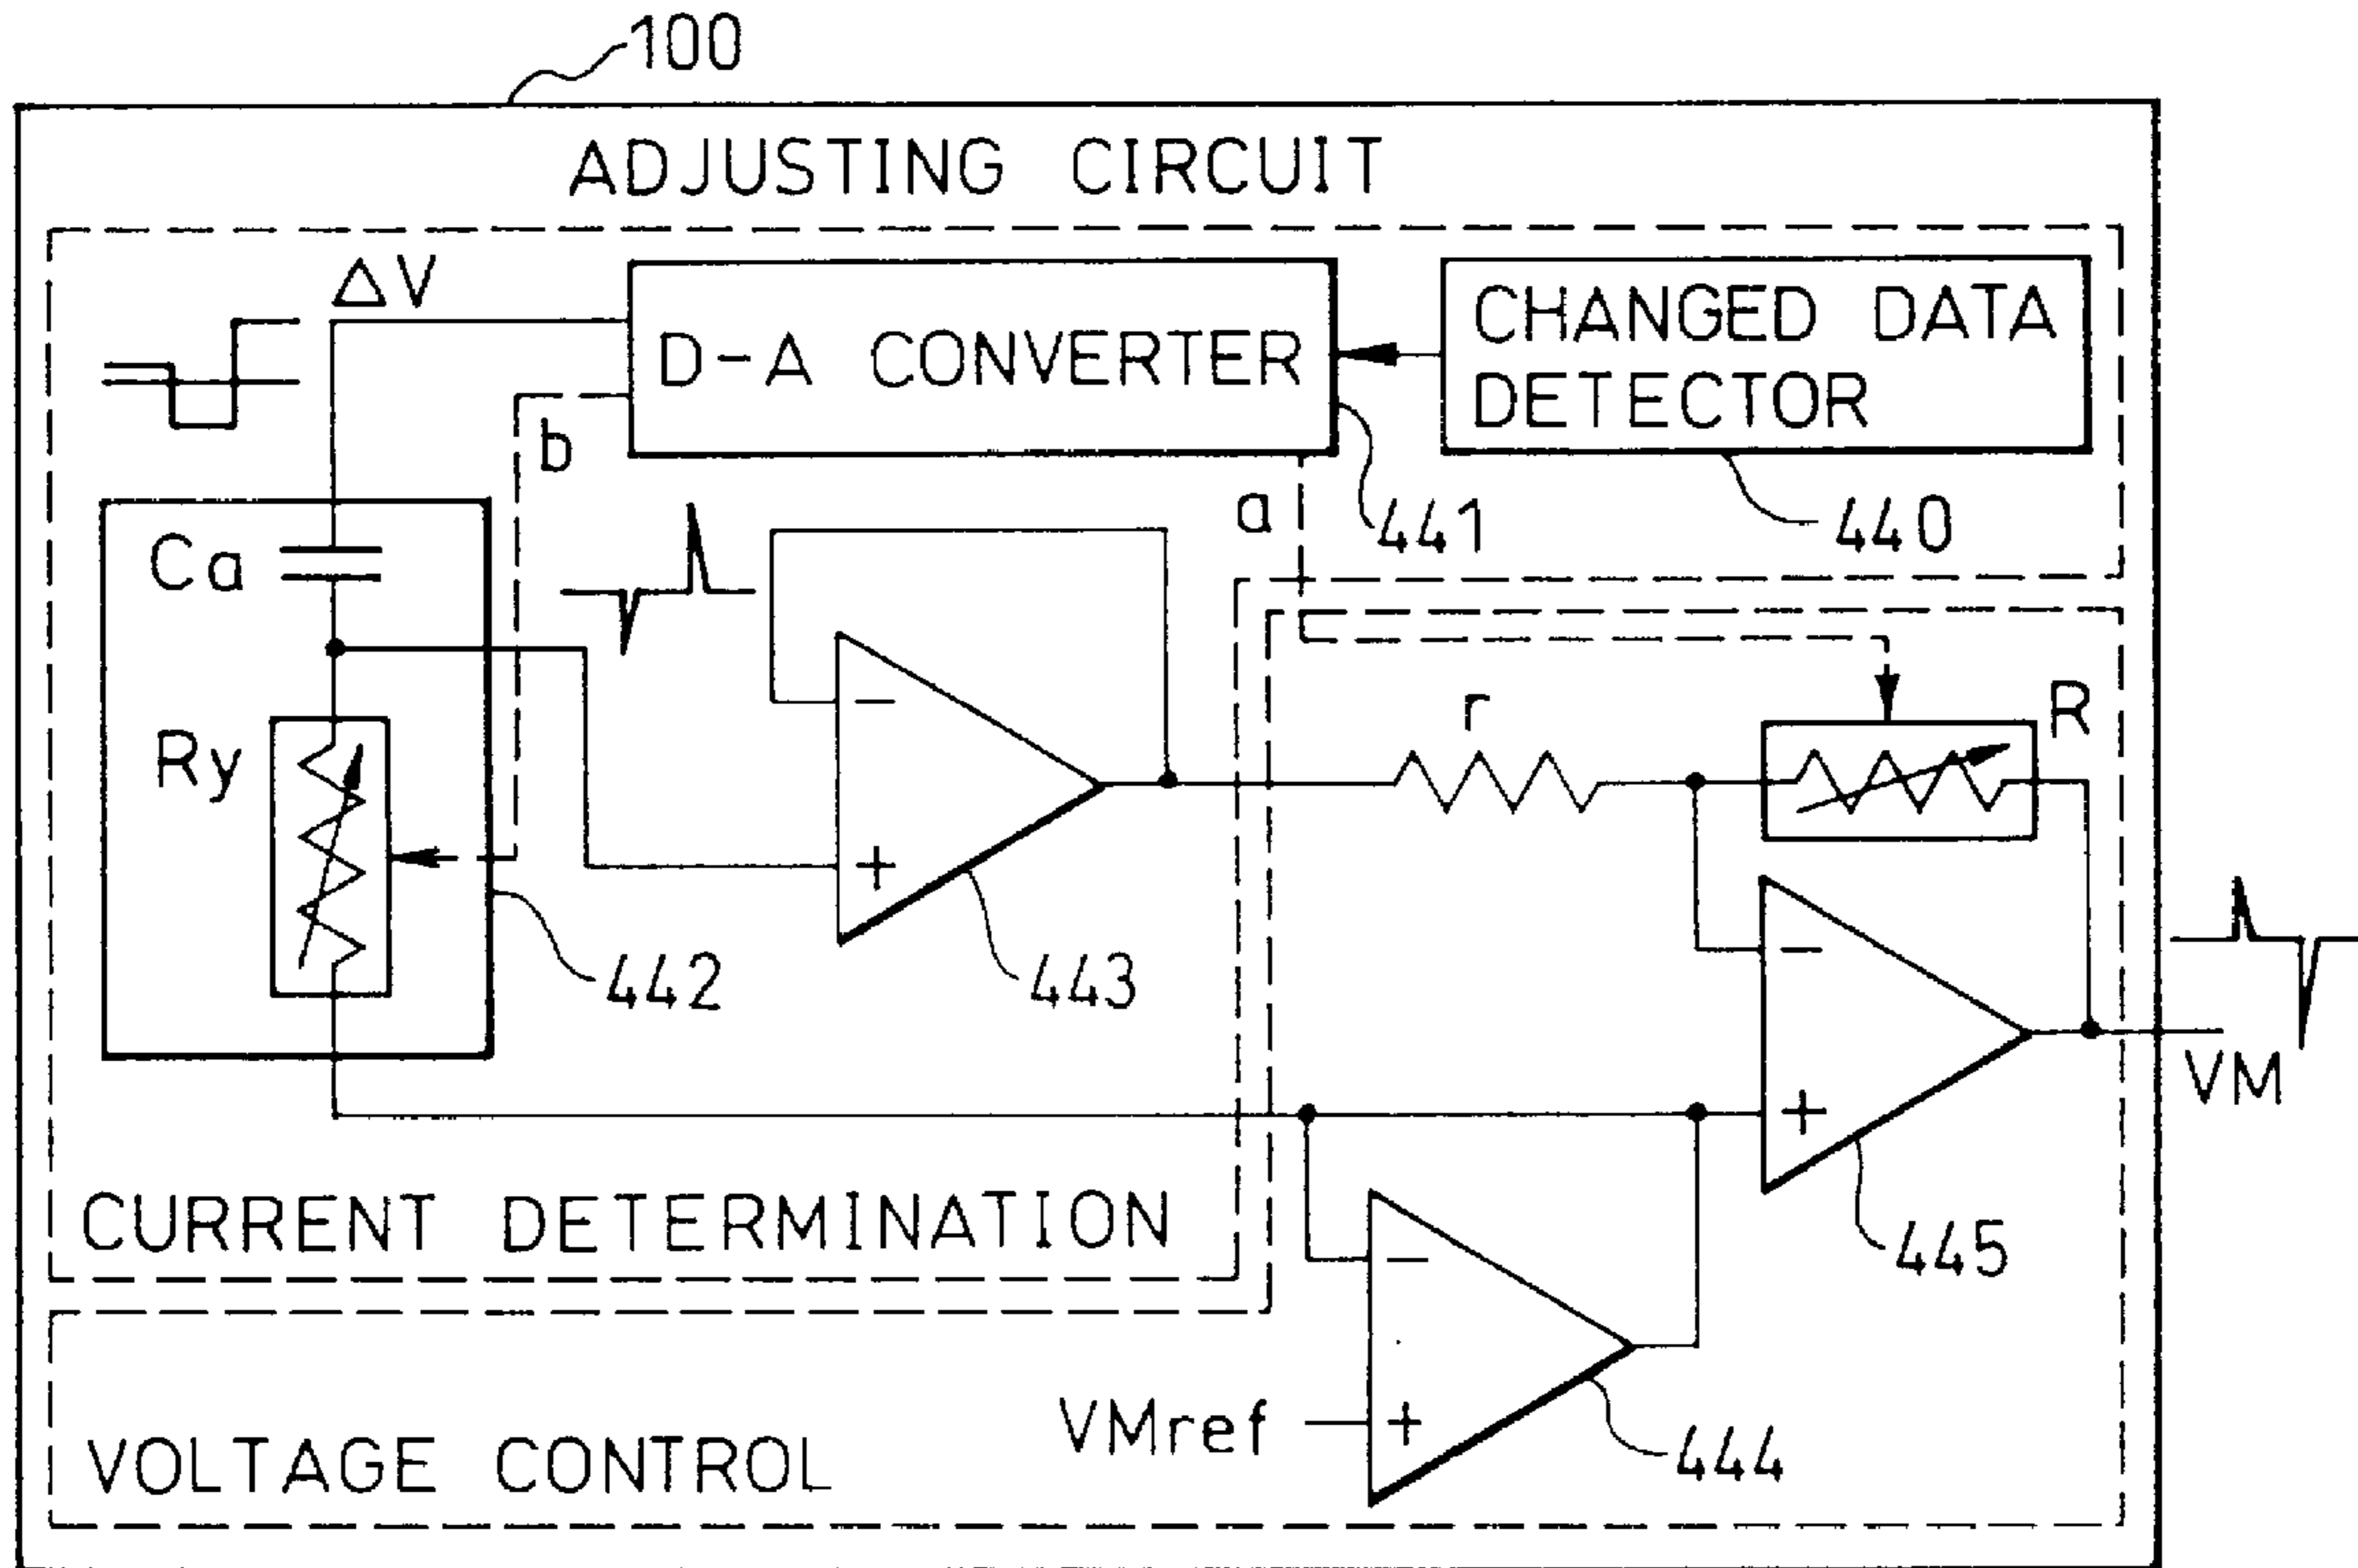 100
ADJUSTING CIRCUIT
ΔV
D-A CONVERTER
CHANGED DATA
DETECTOR
b
a
441
440
Ca
Ry
r
R
−
+
442
443
−
+
445
VM
CURRENT DETERMINATION
−
+
VMref
444
VOLTAGE CONTROL